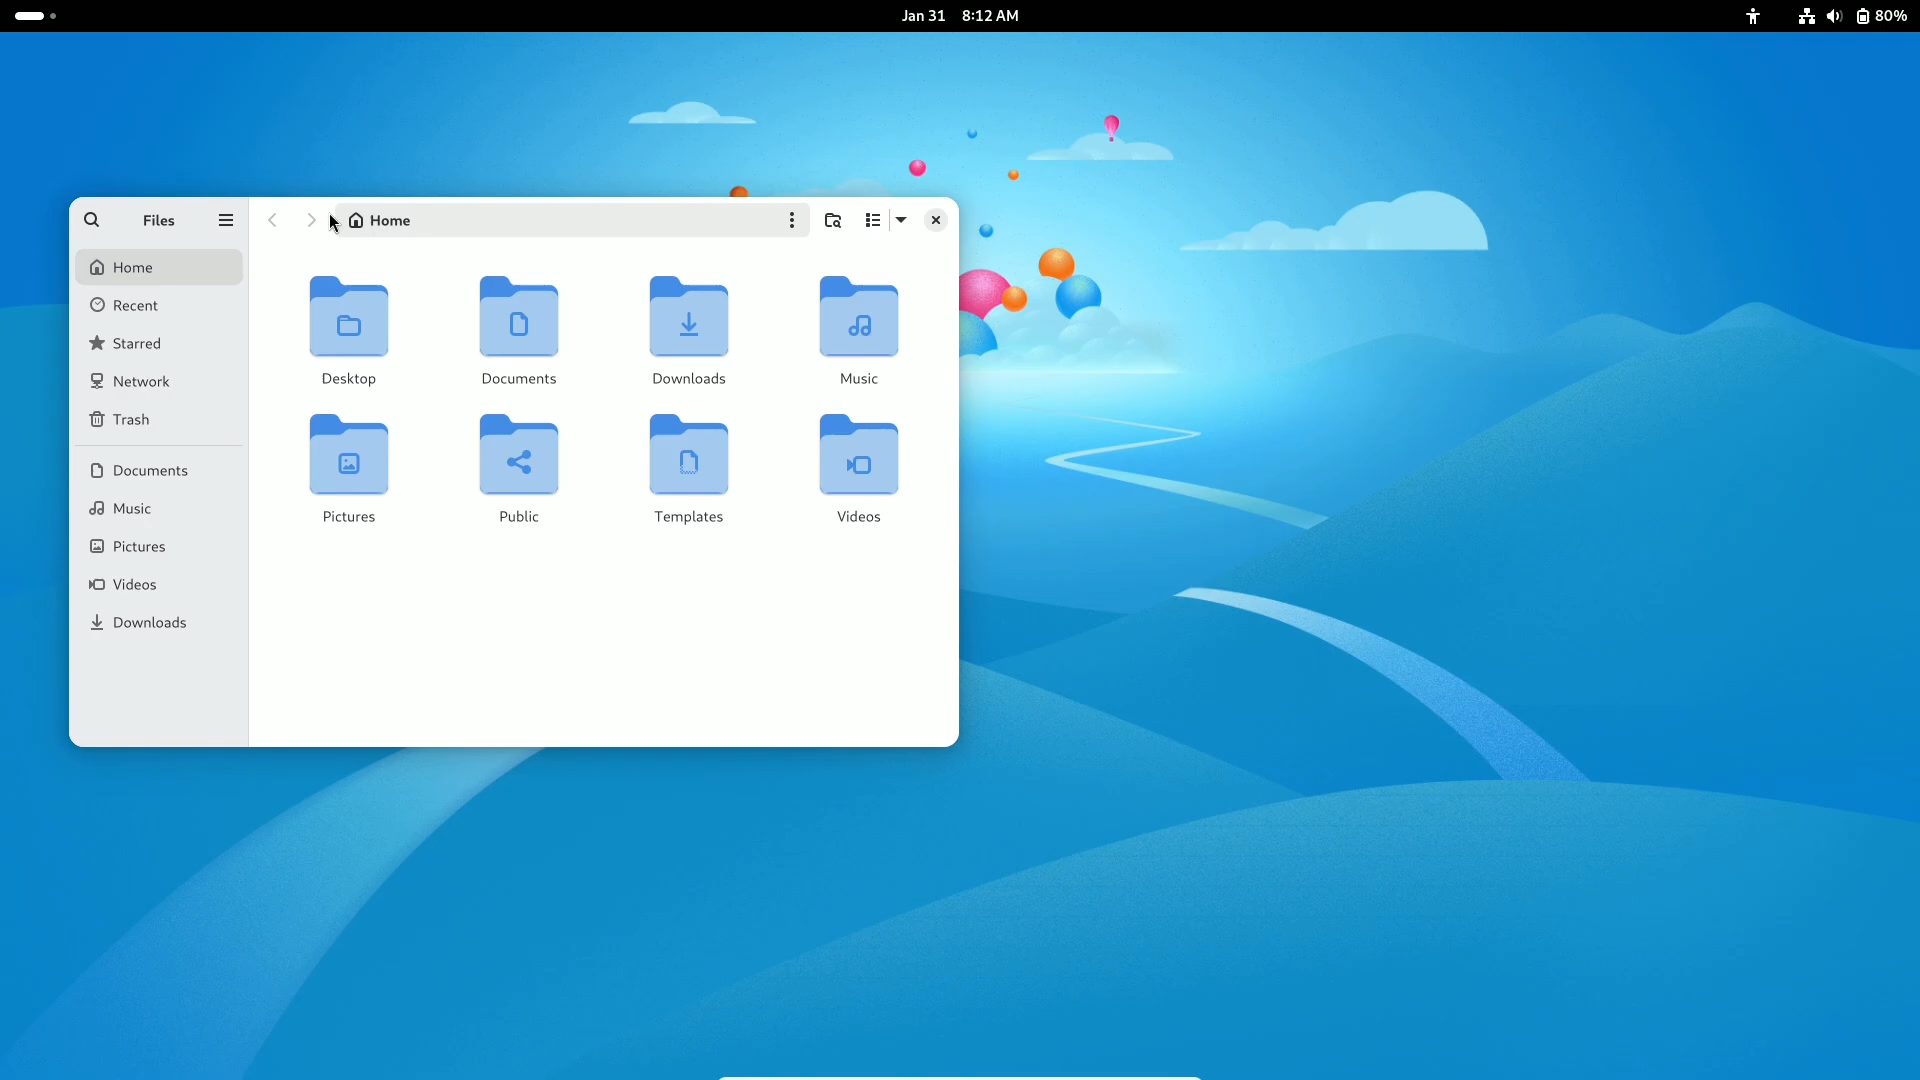 Jan 31 8:12 AM
80%
Files
Home
Home
Recent
Starred
Network
Trash
Documents
Music
Pictures
Videos
Downloads
Desktop
Documents
Downloads
Music
Pictures
Public
Templates
Videos